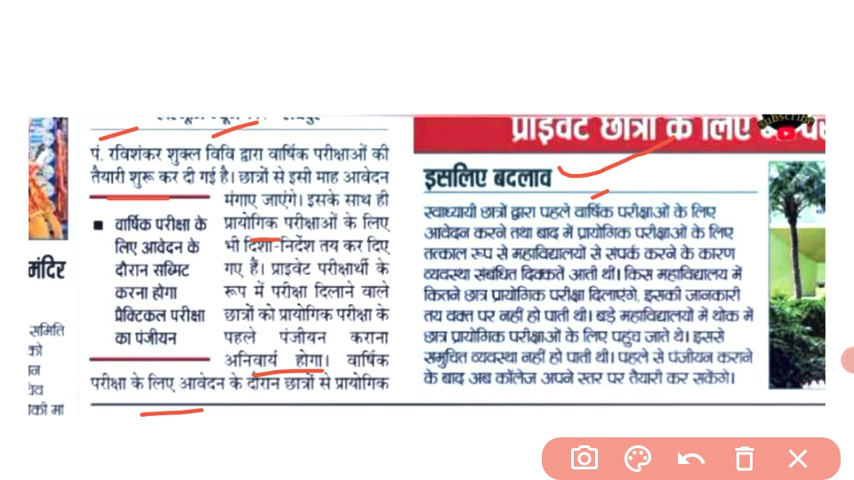 प्राइवेट छात्रों के लिए
पं. रविशंकर शुक्ल विवि द्वारा वार्षिक परीक्षाओं की
तैयारी शुरू कर दी गई है। छात्रों से इसी माह आवेदन
मंगाए जाएंगे। इसके साथ ही
प्रायोगिक परीक्षाओं के लिए
भी दिशा-निर्देश तय कर दिए
गए हैं। प्राइवेट परीक्षार्थी के
रूप में परीक्षा दिलाने वाले
छात्रों को प्रायोगिक परीक्षा के
पहले पंजीयन कराना
अनिवार्य होगा। वार्षिक
परीक्षा के लिए आवेदन के दौरान छात्रों से प्रायोगिक
■ वार्षिक परीक्षा के
लिए आवेदन के
दौरान सब्मिट
करना होगा
प्रैक्टिकल परीक्षा
का पंजीयन
इसलिए बदलाव
स्वाध्यायी छात्रों द्वारा पहले वार्षिक परीक्षाओं के लिए
आवेदन करने तथा बाद में प्रायोगिक परीक्षाओं के लिए
तत्काल रूप से महाविद्यालयों से संपर्क करने के कारण
व्यवस्था संबंधित दिक्कतें आती थीं। किस महाविद्यालय में
कितने छात्र प्रायोगिक परीक्षा दिलाएंगे, इसकी जानकारी
तय वक्त पर नहीं हो पाती थी। बड़े महाविद्यालयों में थोक में
छात्र प्रायोगिक परीक्षाओं के लिए पहुंच जाते थे। इससे
समुचित व्यवस्था नहीं हो पाती थी। पहले से पंजीयन कराने
के बाद अब कॉलेज अपने स्तर पर तैयारी कर सकेंगे।
मंदिर
समिति
को
Subscribe